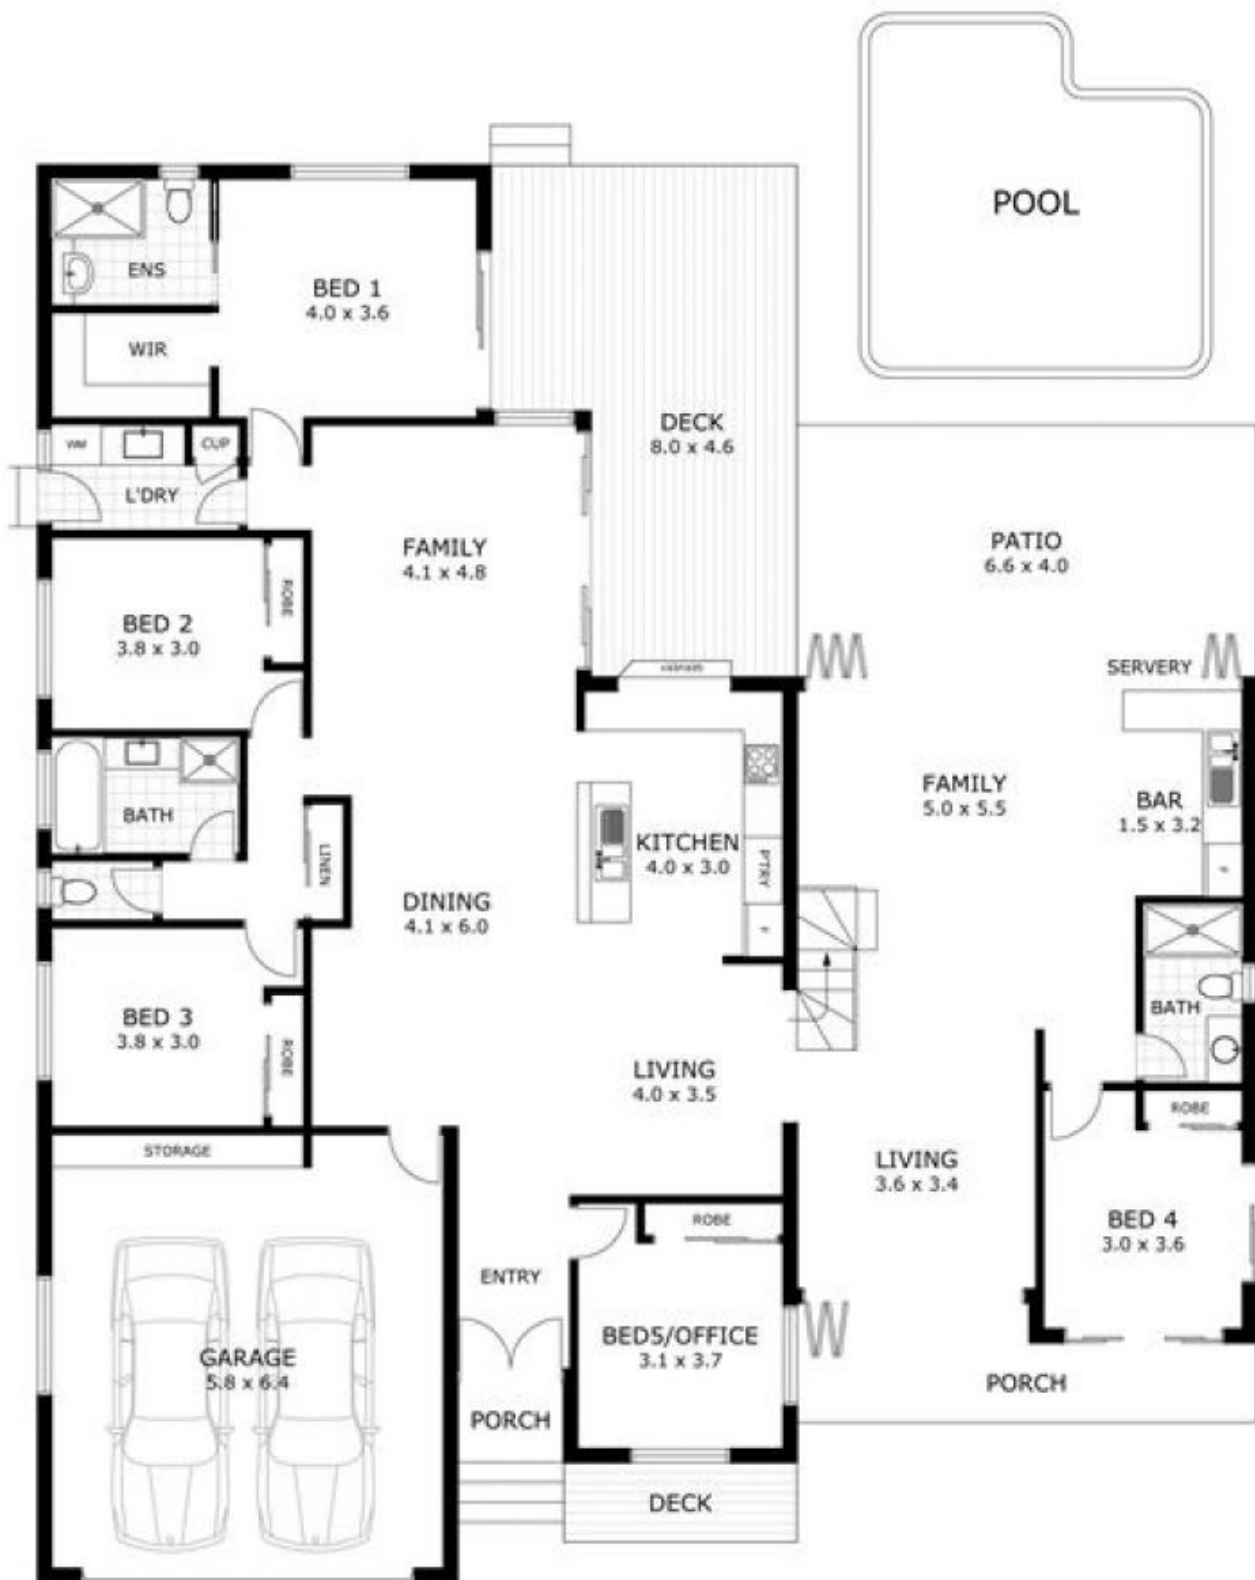 POOL
ENS
BED 1
4.0 x 3.6
WIR
DECK
8.0 x 4.6
WM
CUP
L'DRY
FAMILY
4.1 x 4.8
PATIO
6.6 x 4.0
ROBE
BED 2
3.8 x 3.0
SERVERY
SERVERY
FAMILY
5.0 x 5.5
BAR
1.5 x 3.2
BATH
KITCHEN
4.0 x 3.0
PTRY
LINEN
F
F
DINING
4.1 x 6.0
BED 3
3.8 x 3.0
ROBE
BATH
LIVING
4.0 x 3.5
ROBE
STORAGE
LIVING
3.6 x 3.4
BED 4
3.0 x 3.6
ROBE
ENTRY
BED5/OFFICE
3.1 x 3.7
GARAGE
5.8 x 6.4
PORCH
PORCH
DECK